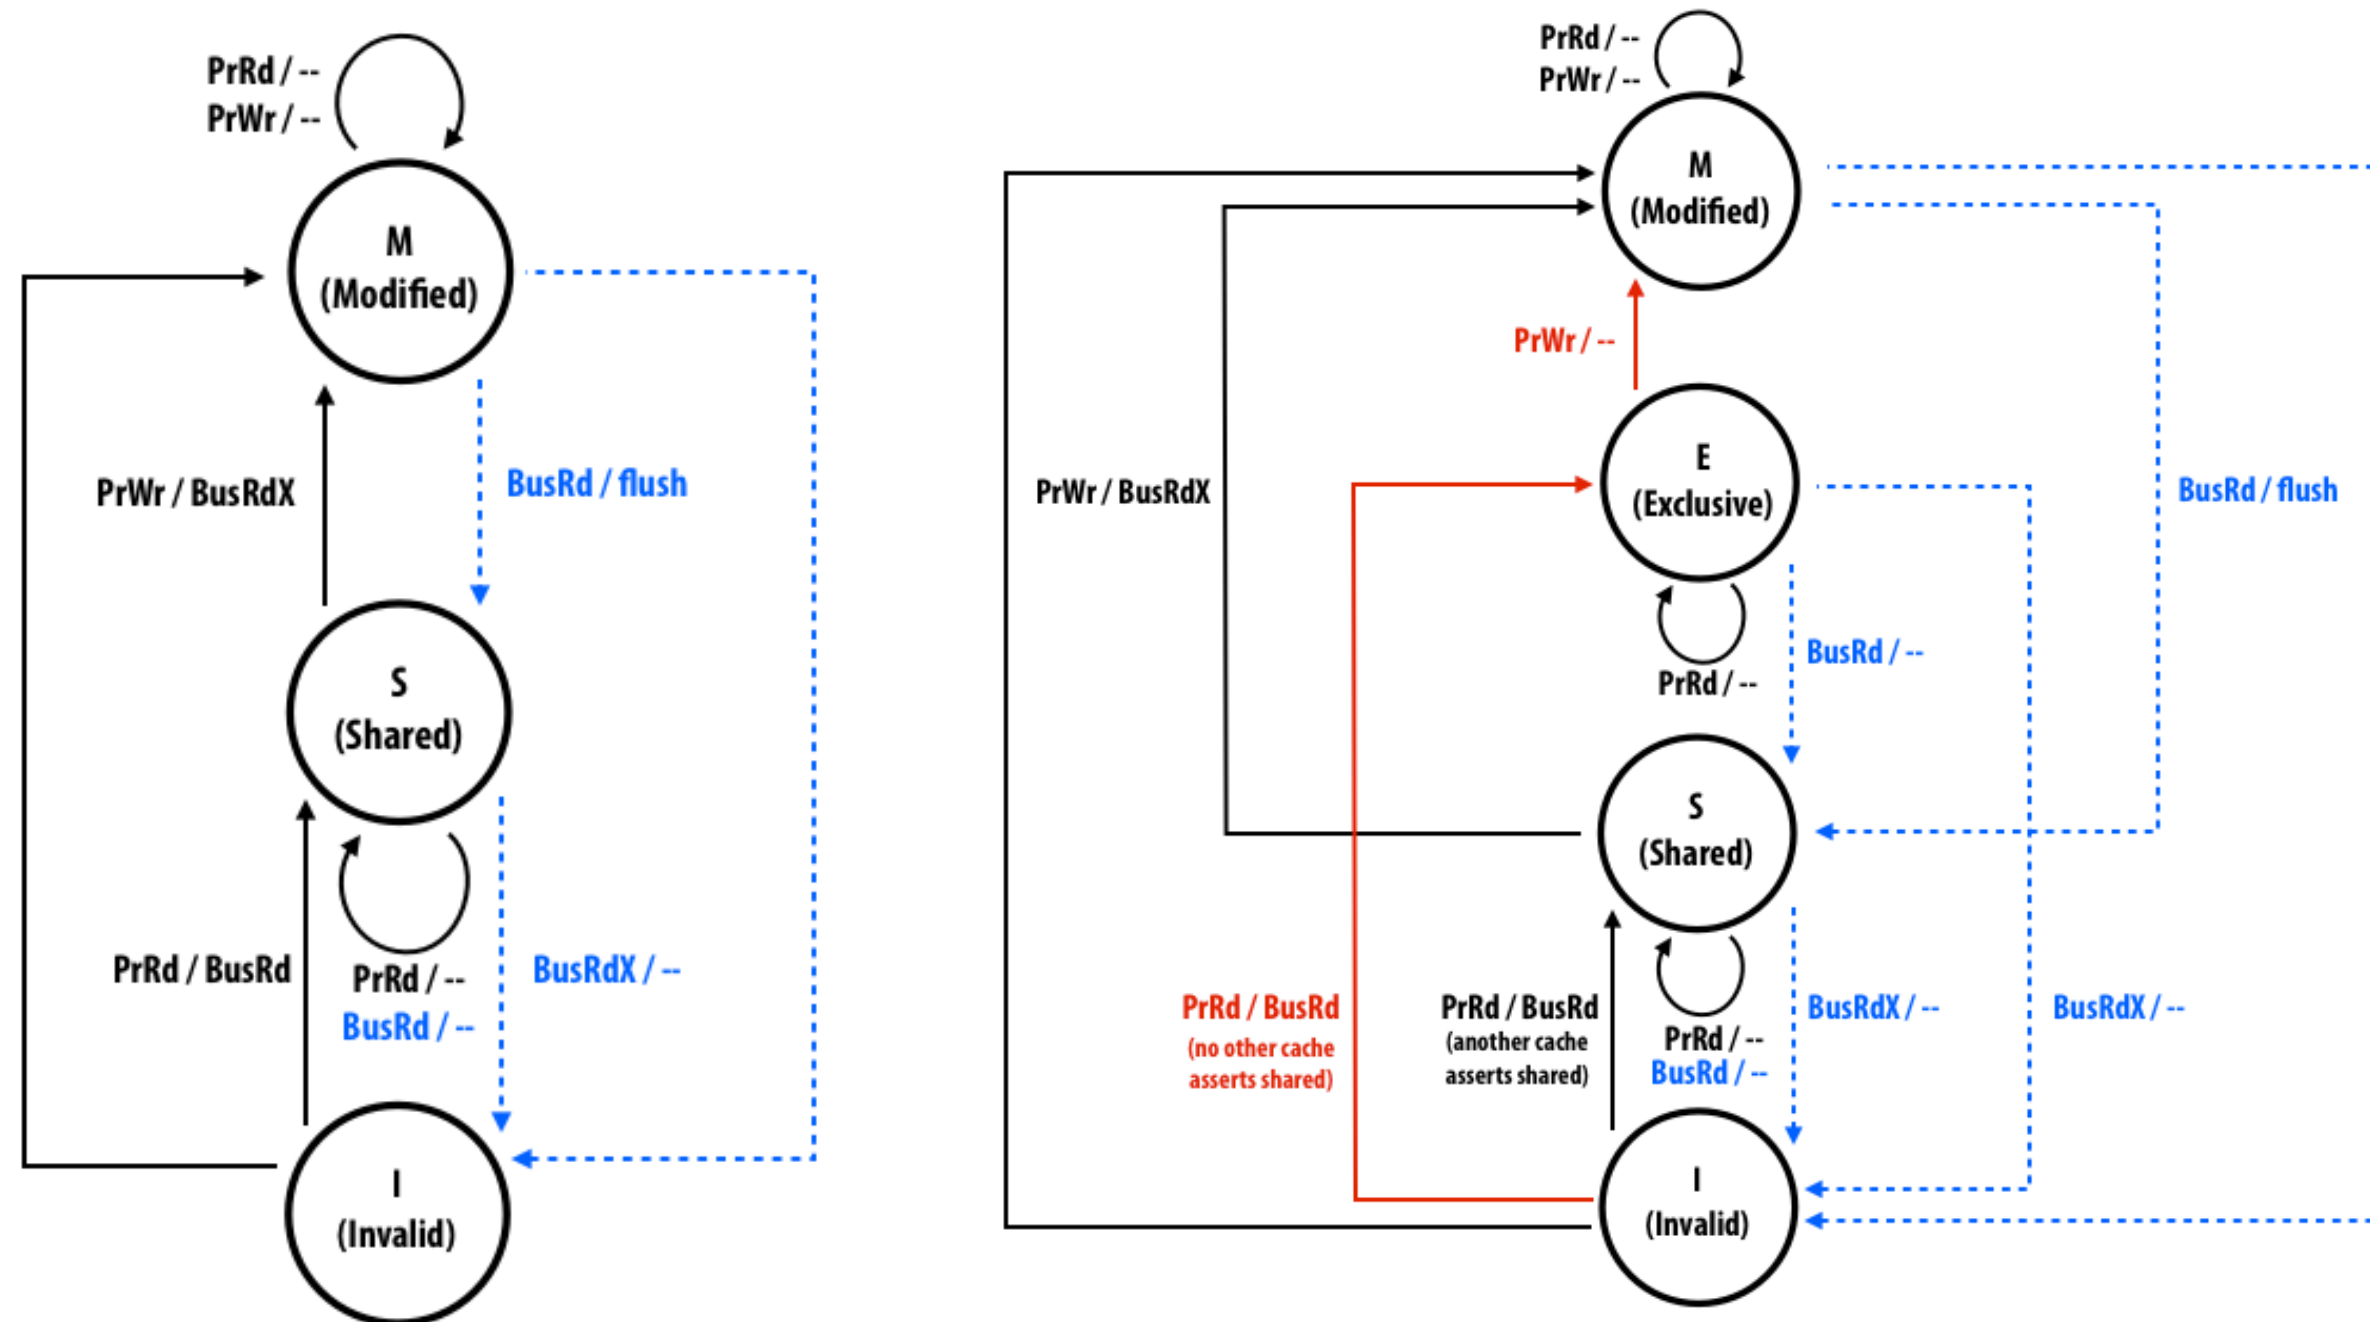 PrRd / --
PrWr / --
M
(Modified)
PrWr / BusRdX
BusRd / flush
S
(Shared)
PrRd / BusRd
PrRd / --
BusRd / --
BusRdX / --
I
(Invalid)
PrRd / --
PrWr / --
M
(Modified)
PrWr / --
E
(Exclusive)
PrWr / BusRdX
BusRd / flush
BusRd / --
PrRd / --
S
(Shared)
PrRd / BusRd
(no other cache
asserts shared)
PrRd / BusRd
(another cache
asserts shared)
PrRd / --
BusRd / --
BusRdX / --
BusRdX / --
I
(Invalid)